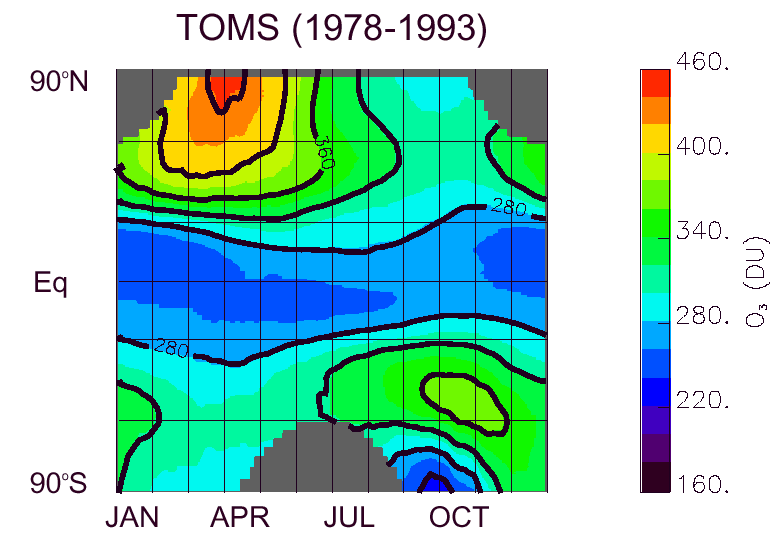 TOMS (1978-1993)
90°N
360
280
Eq
280
90°S
JAN APR JUL OCT
460.
400.
340.
280.
220.
160.
O₃ (DU)